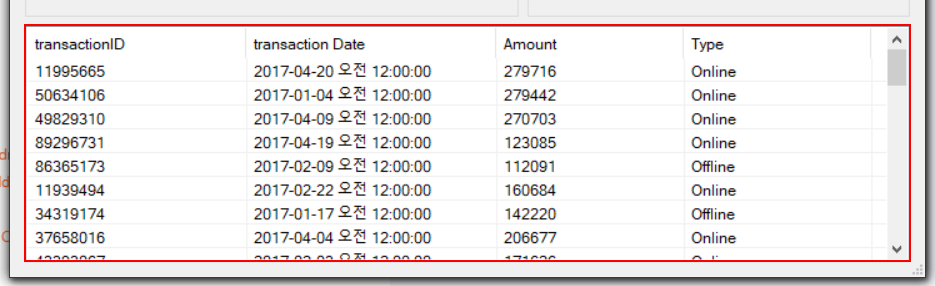 transactionID transaction Date Amount Type
11995665 2017-04-20 오전 12:00:00 279716 Online
50634106 2017-01-04 오전 12:00:00 279442 Online
49829310 2017-04-09 오전 12:00:00 270703 Online
89296731 2017-04-19 오전 12:00:00 123085 Online
86365173 2017-02-09 오전 12:00:00 112091 Offline
11939494 2017-02-22 오전 12:00:00 160684 Online
34319174 2017-01-17 오전 12:00:00 142220 Offline
37658016 2017-04-04 오전 12:00:00 206677 Online